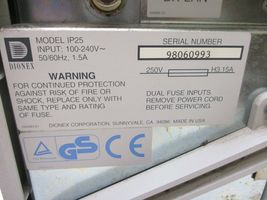 DIONEX
MODEL IP25
INPUT: 100-240V~
50/60Hz, 1.5A
SERIAL NUMBER
98060993
250V H3.15A
WARNING
FOR CONTINUED PROTECTION
AGAINST RISK OF FIRE OR
SHOCK, REPLACE ONLY WITH
SAME TYPE AND RATING
OF FUSE.
DUAL FUSE INPUTS.
REMOVE POWER CORD
BEFORE SERVICING.
DIONEX CORPORATION, SUNNYVALE, CA. 94086 MADE IN USA
GS